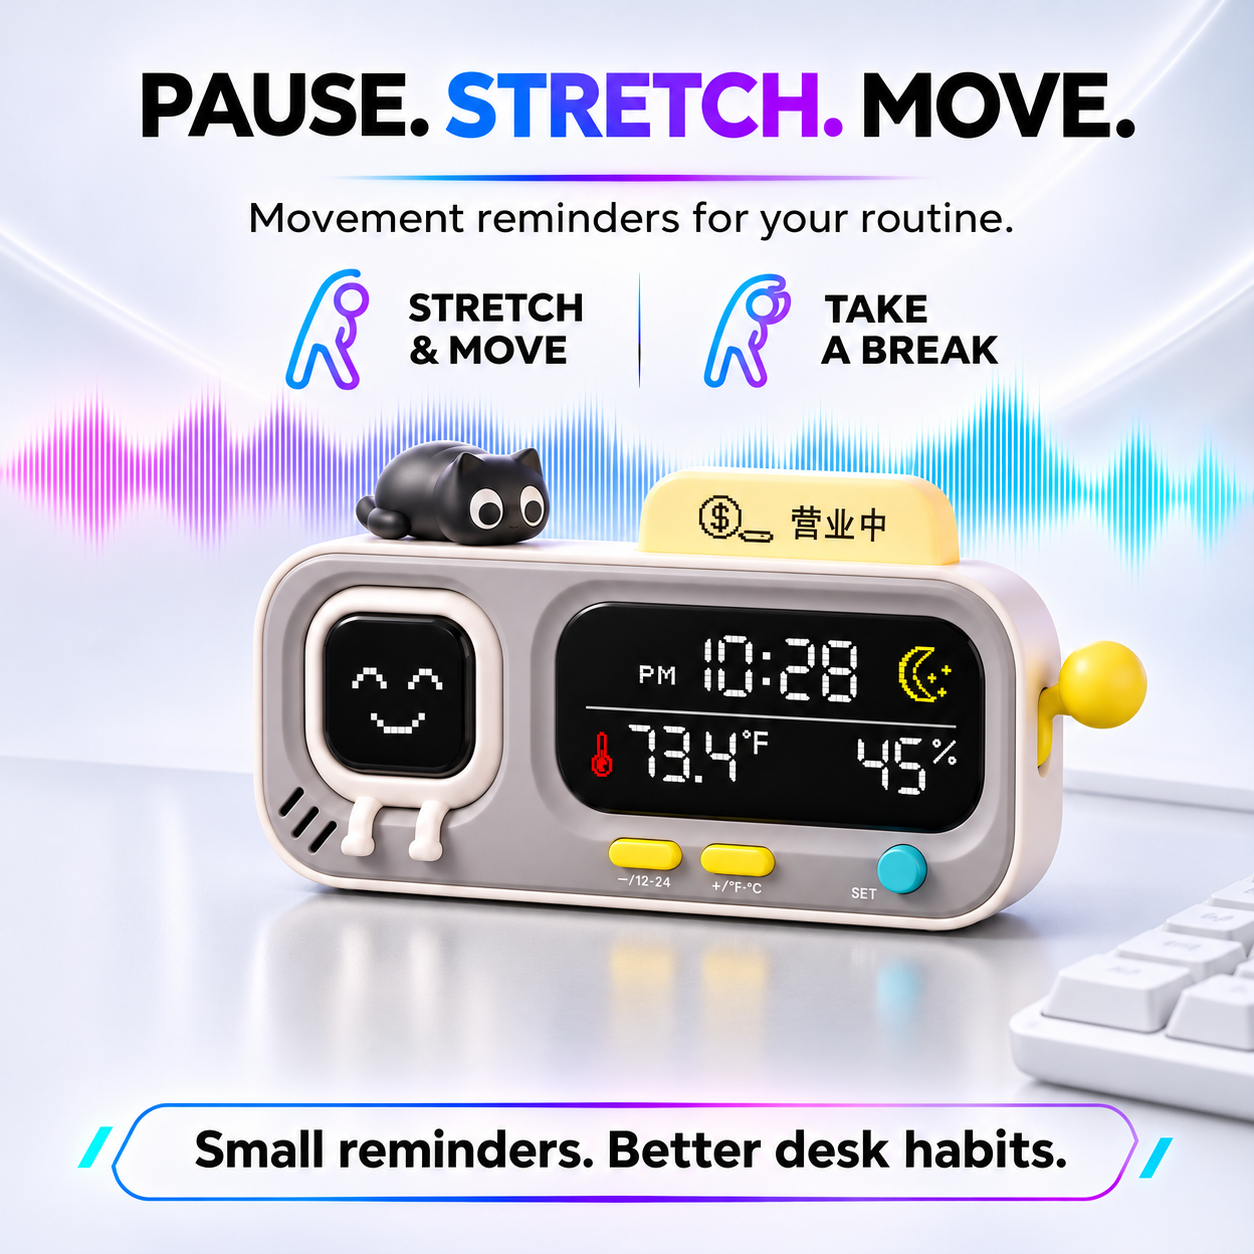 PAUSE. STRETCH. MOVE.
Movement reminders for your routine.
STRETCH
& MOVE
TAKE
A BREAK
$ 营业中
PM 10:28
73.4°F 45%
—/12-24
+/°F-°C
SET
Small reminders. Better desk habits.